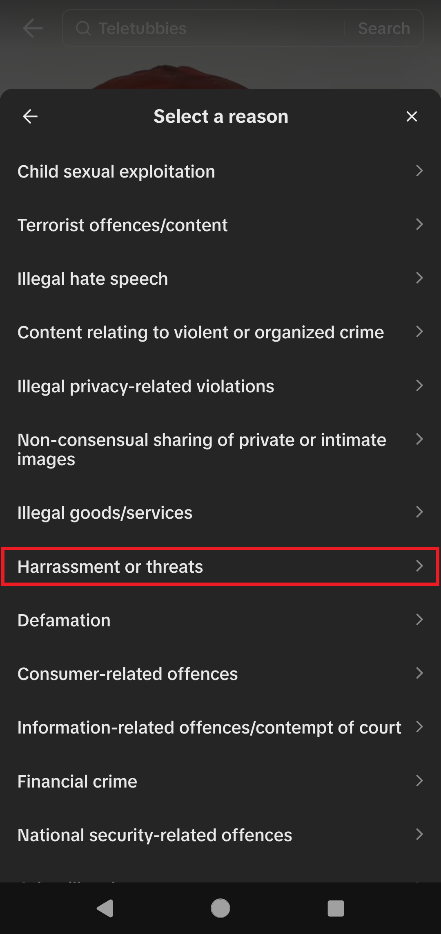 Teletubbies
Search
Select a reason
Child sexual exploitation
Terrorist offences/content
Illegal hate speech
Content relating to violent or organized crime
Illegal privacy-related violations
Non-consensual sharing of private or intimate
images
Illegal goods/services
Harrassment or threats
Defamation
Consumer-related offences
Information-related offences/contempt of court
Financial crime
National security-related offences